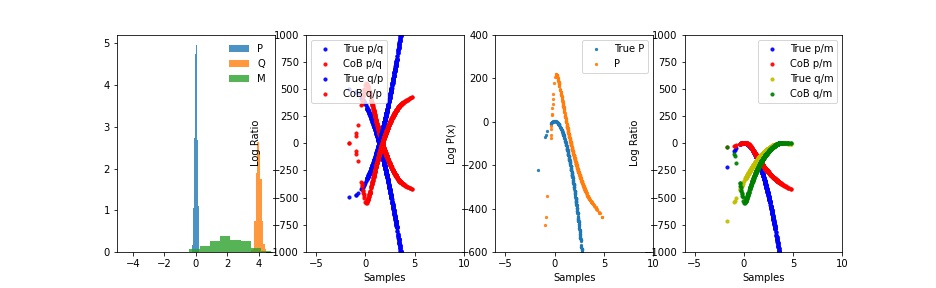 P
Q
M
5
4
3
2
1
0
−4
−2
0
2
4
Log Ratio
1000
750
500
250
0
−250
−500
−750
−1000
True p/q
CoB p/q
True q/p
CoB q/p
−5
0
5
10
Samples
Log P(x)
400
200
0
−200
−400
−600
True P
P
−5
0
5
10
Samples
Log Ratio
1000
750
500
250
0
−250
−500
−750
−1000
True p/m
CoB p/m
True q/m
CoB q/m
−5
0
5
10
Samples